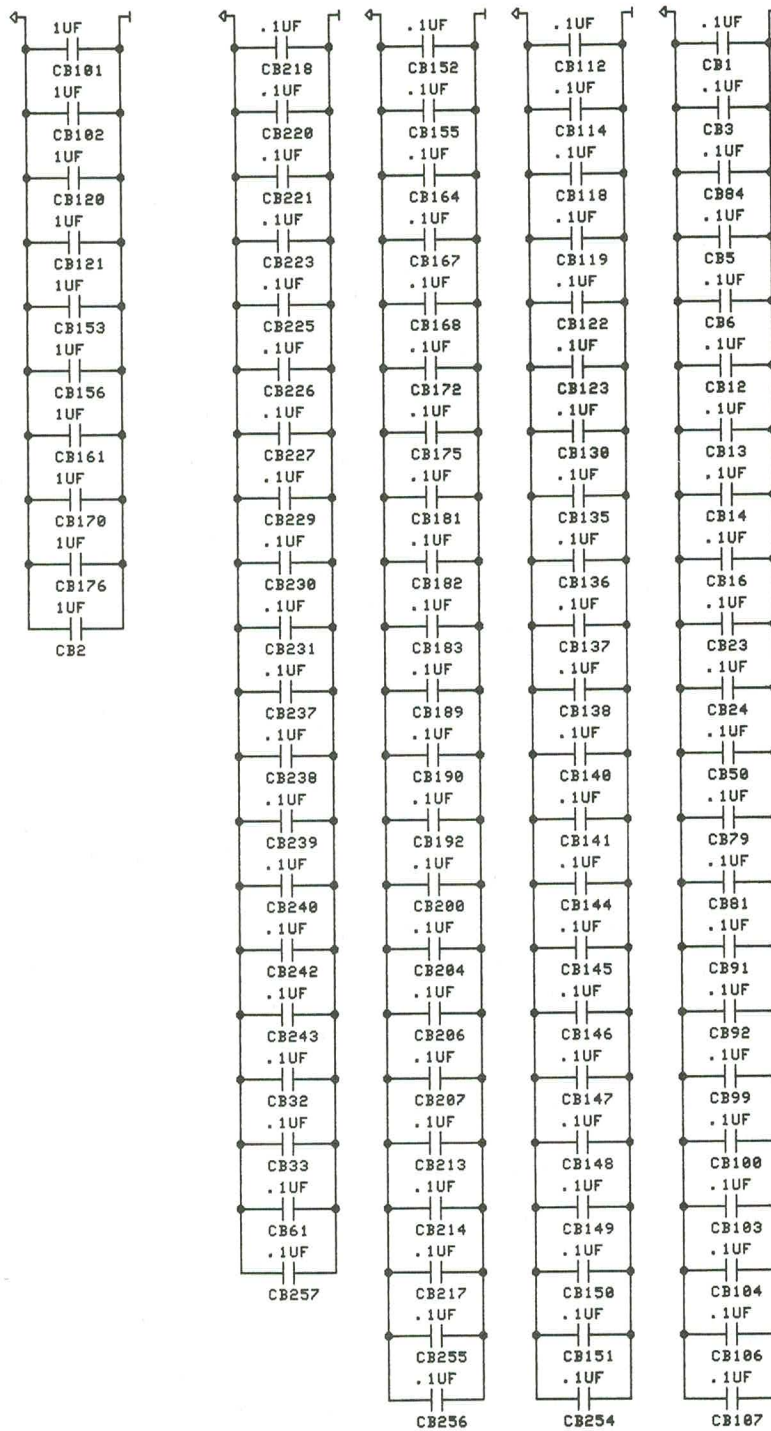 1UF
CB101
1UF
CB102
1UF
CB120
1UF
CB121
1UF
CB153
1UF
CB156
1UF
CB161
1UF
CB170
1UF
CB176
1UF
CB2
.1UF
CB218
.1UF
CB220
.1UF
CB221
.1UF
CB223
.1UF
CB225
.1UF
CB226
.1UF
CB227
.1UF
CB229
.1UF
CB230
.1UF
CB231
.1UF
CB237
.1UF
CB238
.1UF
CB239
.1UF
CB240
.1UF
CB242
.1UF
CB243
.1UF
CB32
.1UF
CB33
.1UF
CB61
.1UF
CB257
.1UF
CB152
.1UF
CB155
.1UF
CB164
.1UF
CB167
.1UF
CB168
.1UF
CB172
.1UF
CB175
.1UF
CB181
.1UF
CB182
.1UF
CB183
.1UF
CB189
.1UF
CB190
.1UF
CB192
.1UF
CB200
.1UF
CB204
.1UF
CB206
.1UF
CB207
.1UF
CB213
.1UF
CB214
.1UF
CB217
.1UF
CB255
.1UF
CB256
.1UF
CB112
.1UF
CB114
.1UF
CB118
.1UF
CB119
.1UF
CB122
.1UF
CB123
.1UF
CB130
.1UF
CB135
.1UF
CB136
.1UF
CB137
.1UF
CB138
.1UF
CB140
.1UF
CB141
.1UF
CB144
.1UF
CB145
.1UF
CB146
.1UF
CB147
.1UF
CB148
.1UF
CB149
.1UF
CB150
.1UF
CB151
.1UF
CB254
.1UF
CB1
.1UF
CB3
.1UF
CB84
.1UF
CB5
.1UF
CB6
.1UF
CB12
.1UF
CB13
.1UF
CB14
.1UF
CB16
.1UF
CB23
.1UF
CB24
.1UF
CB50
.1UF
CB79
.1UF
CB81
.1UF
CB91
.1UF
CB92
.1UF
CB99
.1UF
CB100
.1UF
CB103
.1UF
CB104
.1UF
CB106
.1UF
CB107